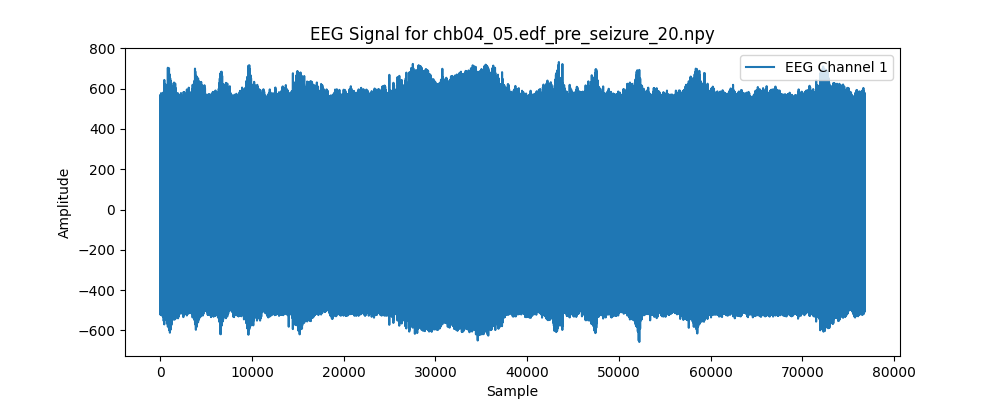 EEG Signal for chb04_05.edf_pre_seizure_20.npy
800
600
400
200
0
−200
−400
−600
Amplitude
EEG Channel 1
0 10000 20000 30000 40000 50000 60000 70000 80000
Sample